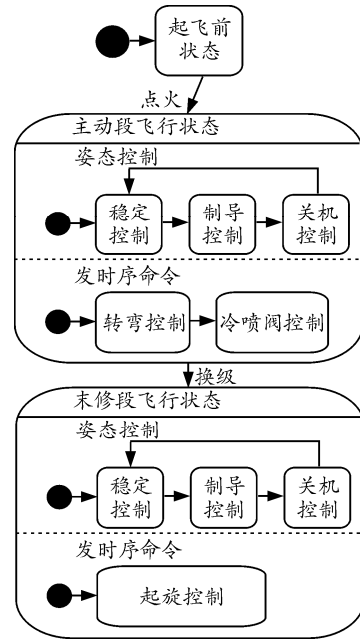 起飞前
状态
点火
主动段飞行状态
姿态控制
稳定
控制
制导
控制
关机
控制
发时序命令
转弯控制
冷喷阀控制
换级
末修段飞行状态
姿态控制
稳定
控制
制导
控制
关机
控制
发时序命令
起旋控制